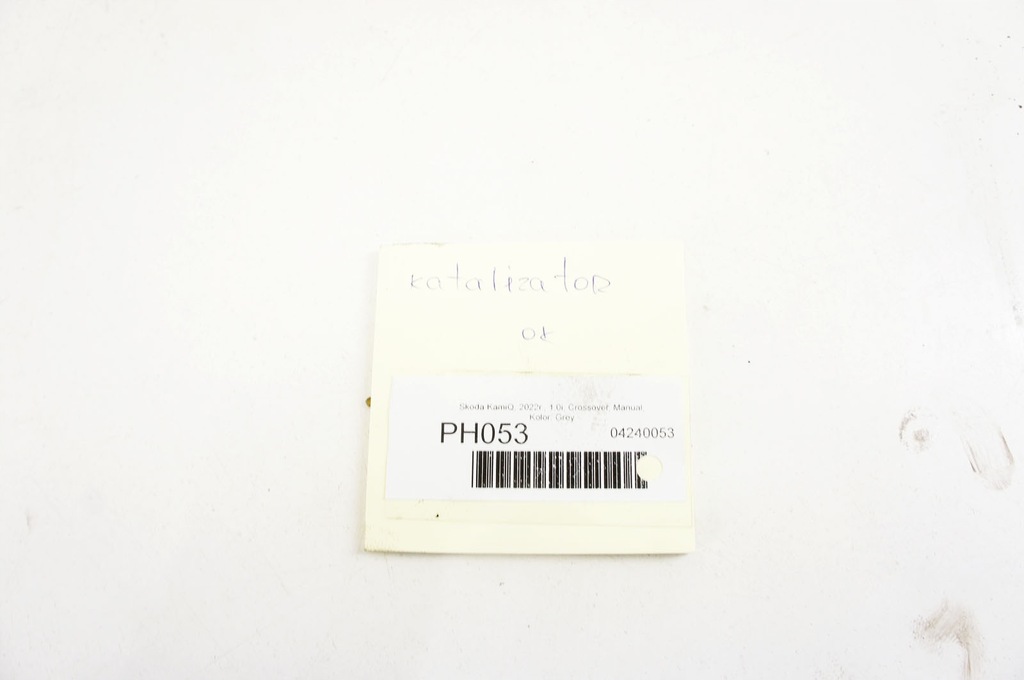 katalizator
ok
Skoda KamiQ, 2022r., 1.0i, Crossover, Manual,
Kolor: Grey
PH053
04240053